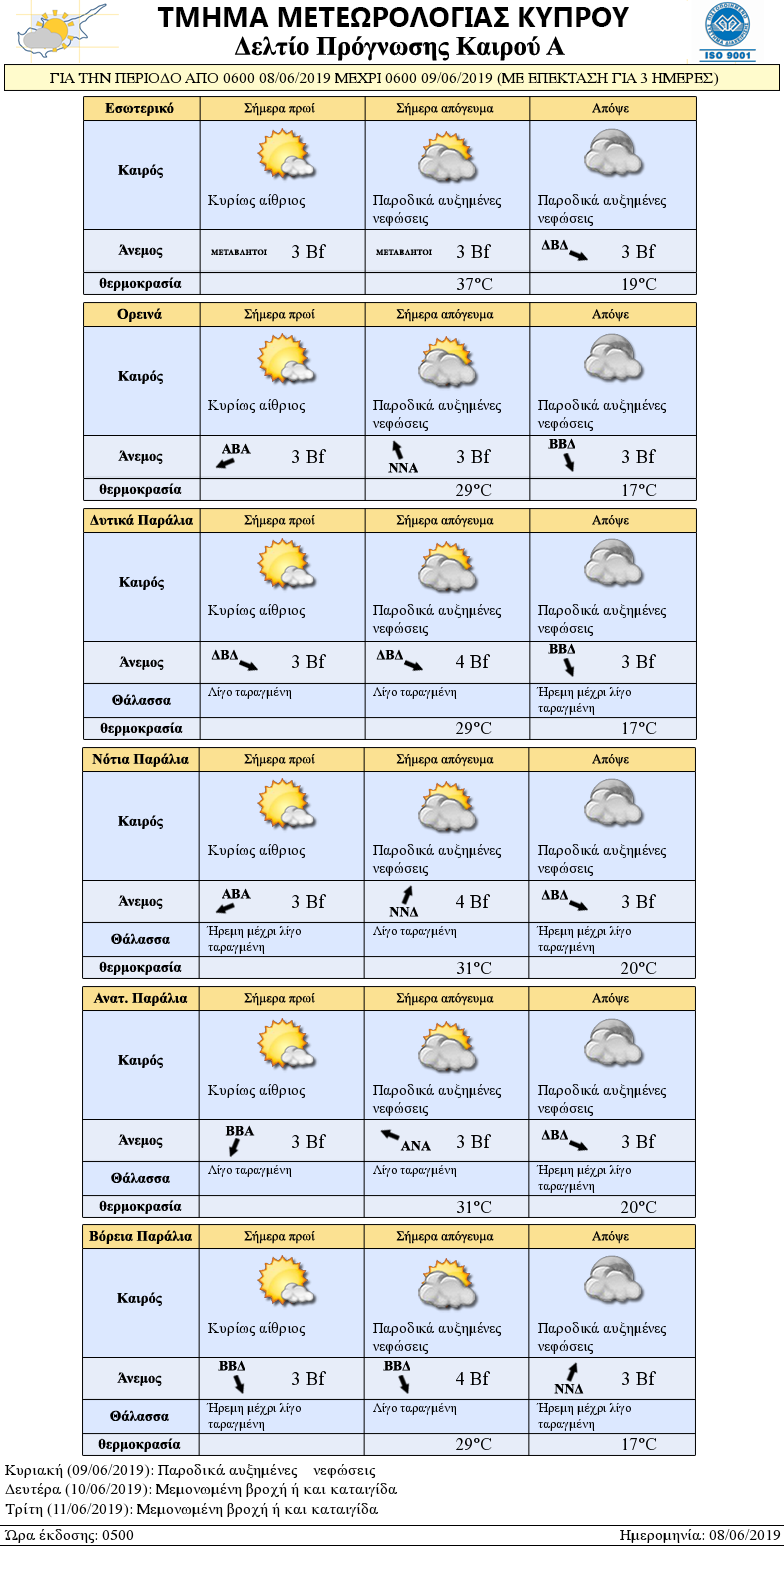 ΤΜΗΜΑ ΜΕΤΕΩΡΟΛΟΓΙΑΣ ΚΥΠΡΟΥ
Δελτίο Πρόγνωσης Καιρού Α
ISO 9001
ΓΙΑ ΤΗΝ ΠΕΡΙΟΔΟ ΑΠΟ 0600 08/06/2019 ΜΕΧΡΙ 0600 09/06/2019 (ΜΕ ΕΠΕΚΤΑΣΗ ΓΙΑ 3 ΗΜΕΡΕΣ)
Εσωτερικό Σήμερα πρωί Σήμερα απόγευμα Απόψε
Καιρός
Κυρίως αίθριος Παροδικά αυξημένες Παροδικά αυξημένες
νεφώσεις νεφώσεις
Άνεμος ΜΕΤΑΒΛΗΤΟΙ 3 Bf ΜΕΤΑΒΛΗΤΟΙ 3 Bf ΔΒΔ 3 Bf
θερμοκρασία 37°C 19°C
Ορεινά Σήμερα πρωί Σήμερα απόγευμα Απόψε
Καιρός
Κυρίως αίθριος Παροδικά αυξημένες Παροδικά αυξημένες
νεφώσεις νεφώσεις
Άνεμος ΑΒΑ 3 Bf ΝΝΑ 3 Bf ΒΒΔ 3 Bf
θερμοκρασία 29°C 17°C
Δυτικά Παράλια Σήμερα πρωί Σήμερα απόγευμα Απόψε
Καιρός
Κυρίως αίθριος Παροδικά αυξημένες Παροδικά αυξημένες
νεφώσεις νεφώσεις
Άνεμος ΔΒΔ 3 Bf ΔΒΔ 4 Bf ΒΒΔ 3 Bf
Θάλασσα Λίγο ταραγμένη Λίγο ταραγμένη Ήρεμη μέχρι λίγο
ταραγμένη
θερμοκρασία 29°C 17°C
Νότια Παράλια Σήμερα πρωί Σήμερα απόγευμα Απόψε
Καιρός
Κυρίως αίθριος Παροδικά αυξημένες Παροδικά αυξημένες
νεφώσεις νεφώσεις
Άνεμος ΑΒΑ 3 Bf ΝΝΔ 4 Bf ΔΒΔ 3 Bf
Θάλασσα Ήρεμη μέχρι λίγο Λίγο ταραγμένη Ήρεμη μέχρι λίγο
ταραγμένη ταραγμένη
θερμοκρασία 31°C 20°C
Ανατ. Παράλια Σήμερα πρωί Σήμερα απόγευμα Απόψε
Καιρός
Κυρίως αίθριος Παροδικά αυξημένες Παροδικά αυξημένες
νεφώσεις νεφώσεις
Άνεμος ΒΒΑ 3 Bf ΑΝΑ 3 Bf ΔΒΔ 3 Bf
Θάλασσα Λίγο ταραγμένη Λίγο ταραγμένη Ήρεμη μέχρι λίγο
ταραγμένη
θερμοκρασία 31°C 20°C
Βόρεια Παράλια Σήμερα πρωί Σήμερα απόγευμα Απόψε
Καιρός
Κυρίως αίθριος Παροδικά αυξημένες Παροδικά αυξημένες
νεφώσεις νεφώσεις
Άνεμος ΒΒΔ 3 Bf ΒΒΔ 4 Bf ΝΝΔ 3 Bf
Θάλασσα Ήρεμη μέχρι λίγο Λίγο ταραγμένη Ήρεμη μέχρι λίγο
ταραγμένη ταραγμένη
θερμοκρασία 29°C 17°C
Κυριακή (09/06/2019): Παροδικά αυξημένες νεφώσεις
Δευτέρα (10/06/2019): Μεμονωμένη βροχή ή και καταιγίδα
Τρίτη (11/06/2019): Μεμονωμένη βροχή ή και καταιγίδα
Ώρα έκδοσης: 0500 Ημερομηνία: 08/06/2019